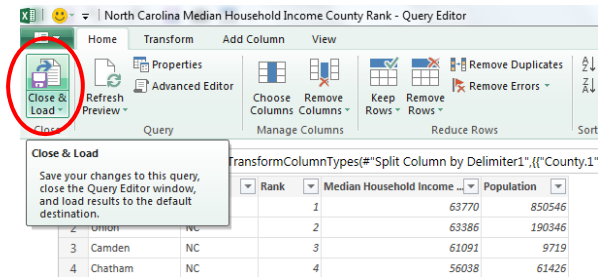 North Carolina Median Household Income County Rank - Query Editor
Home Transform Add Column View
Close & Load
Refresh Preview
Properties
Advanced Editor
Choose Columns
Remove Columns
Keep Rows
Remove Rows
Remove Duplicates
Remove Errors
Close Query Manage Columns Reduce Rows Sort
TransformColumnTypes(#"Split Column by Delimiter1",{{"County.1"
Close & Load
Save your changes to this query,
close the Query Editor window,
and load results to the default
destination.
Rank Median Household Income ... Population
1 63770 850546
2 Union NC 2 63386 190346
3 Camden NC 3 61091 9719
4 Chatham NC 4 56038 61426